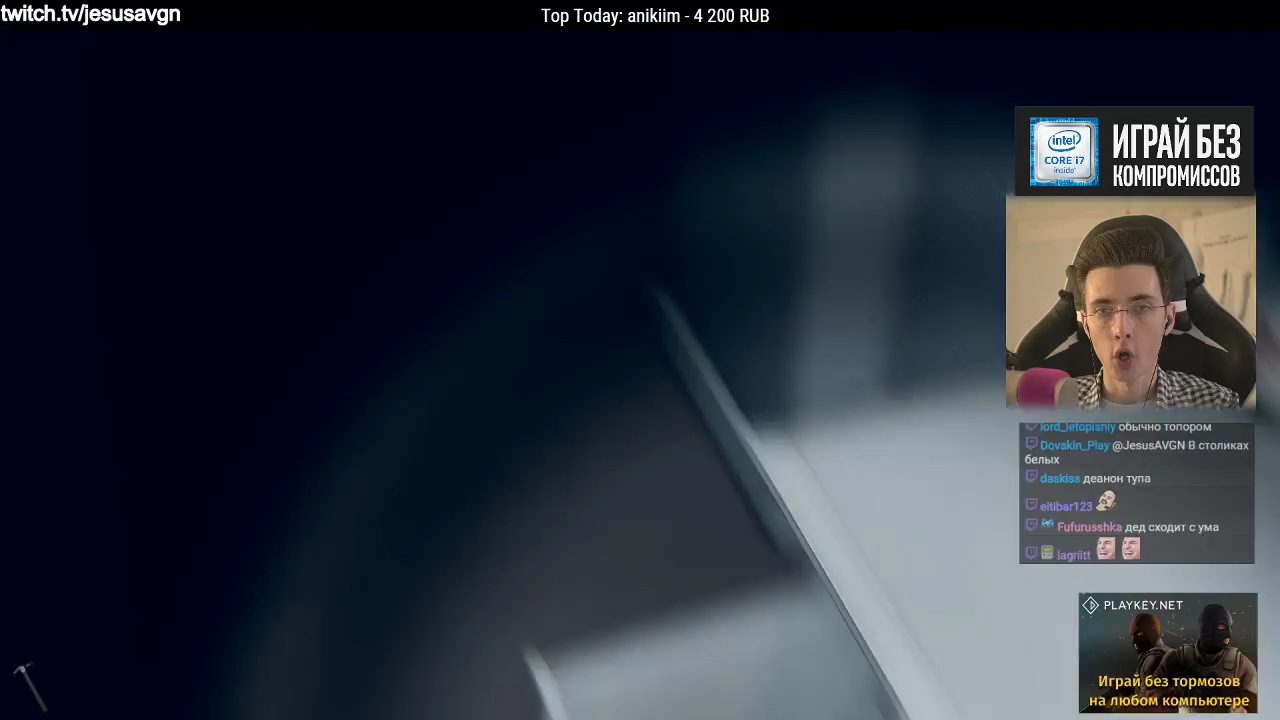 twitch.tv/jesusavgn
Top Today: anikiim - 4 200 RUB
intel
CORE i7
inside
ИГРАЙ БЕЗ
КОМПРОМИССОВ
lord_letopisniy обычно топором
Dovakin_Play @JesusAVGN В столиках
белых
daskiss деанон тупа
eltibar123
Fufurusshka дед сходит с ума
iagriltt
PLAYKEY.NET
Играй без тормозов
на любом компьютере